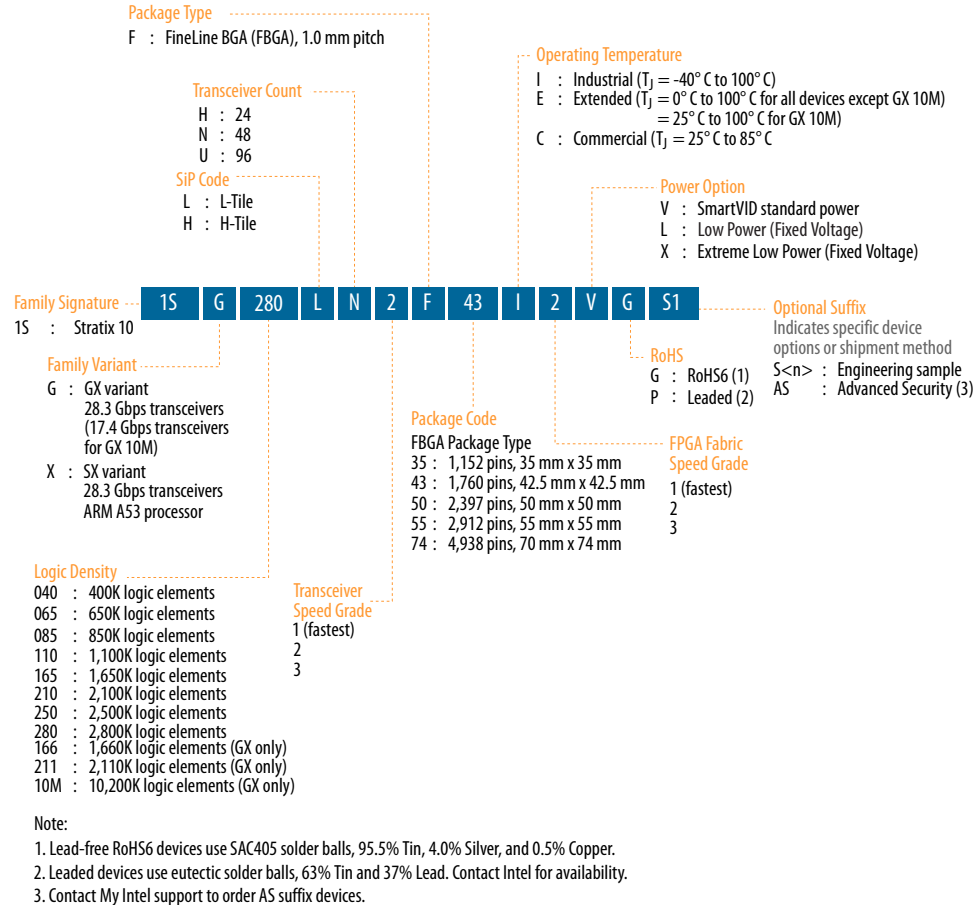 Package Type
F : FineLine BGA (FBGA), 1.0 mm pitch
Operating Temperature
I : Industrial (TJ = -40° C to 100° C)
E : Extended (TJ = 0° C to 100° C for all devices except GX 10M)
= 25° C to 100° C for GX 10M)
C : Commercial (TJ = 25° C to 85° C
Transceiver Count
H : 24
N : 48
U : 96
SiP Code
L : L-Tile
H : H-Tile
Power Option
V : SmartVID standard power
L : Low Power (Fixed Voltage)
X : Extreme Low Power (Fixed Voltage)
Family Signature
1S : Stratix 10
1S G 280 L N 2 F 43 I 2 V G S1
Optional Suffix
Indicates specific device
options or shipment method
S<n> : Engineering sample
AS : Advanced Security (3)
Family Variant
G : GX variant
28.3 Gbps transceivers
(17.4 Gbps transceivers
for GX 10M)
X : SX variant
28.3 Gbps transceivers
ARM A53 processor
RoHS
G : RoHS6 (1)
P : Leaded (2)
Package Code
FBGA Package Type
35 : 1,152 pins, 35 mm x 35 mm
43 : 1,760 pins, 42.5 mm x 42.5 mm
50 : 2,397 pins, 50 mm x 50 mm
55 : 2,912 pins, 55 mm x 55 mm
74 : 4,938 pins, 70 mm x 74 mm
FPGA Fabric
Speed Grade
1 (fastest)
2
3
Logic Density
040 : 400K logic elements
065 : 650K logic elements
085 : 850K logic elements
110 : 1,100K logic elements
165 : 1,650K logic elements
210 : 2,100K logic elements
250 : 2,500K logic elements
280 : 2,800K logic elements
166 : 1,660K logic elements (GX only)
211 : 2,110K logic elements (GX only)
10M : 10,200K logic elements (GX only)
Transceiver
Speed Grade
1 (fastest)
2
3
Note:
1. Lead-free RoHS6 devices use SAC405 solder balls, 95.5% Tin, 4.0% Silver, and 0.5% Copper.
2. Leaded devices use eutectic solder balls, 63% Tin and 37% Lead. Contact Intel for availability.
3. Contact My Intel support to order AS suffix devices.